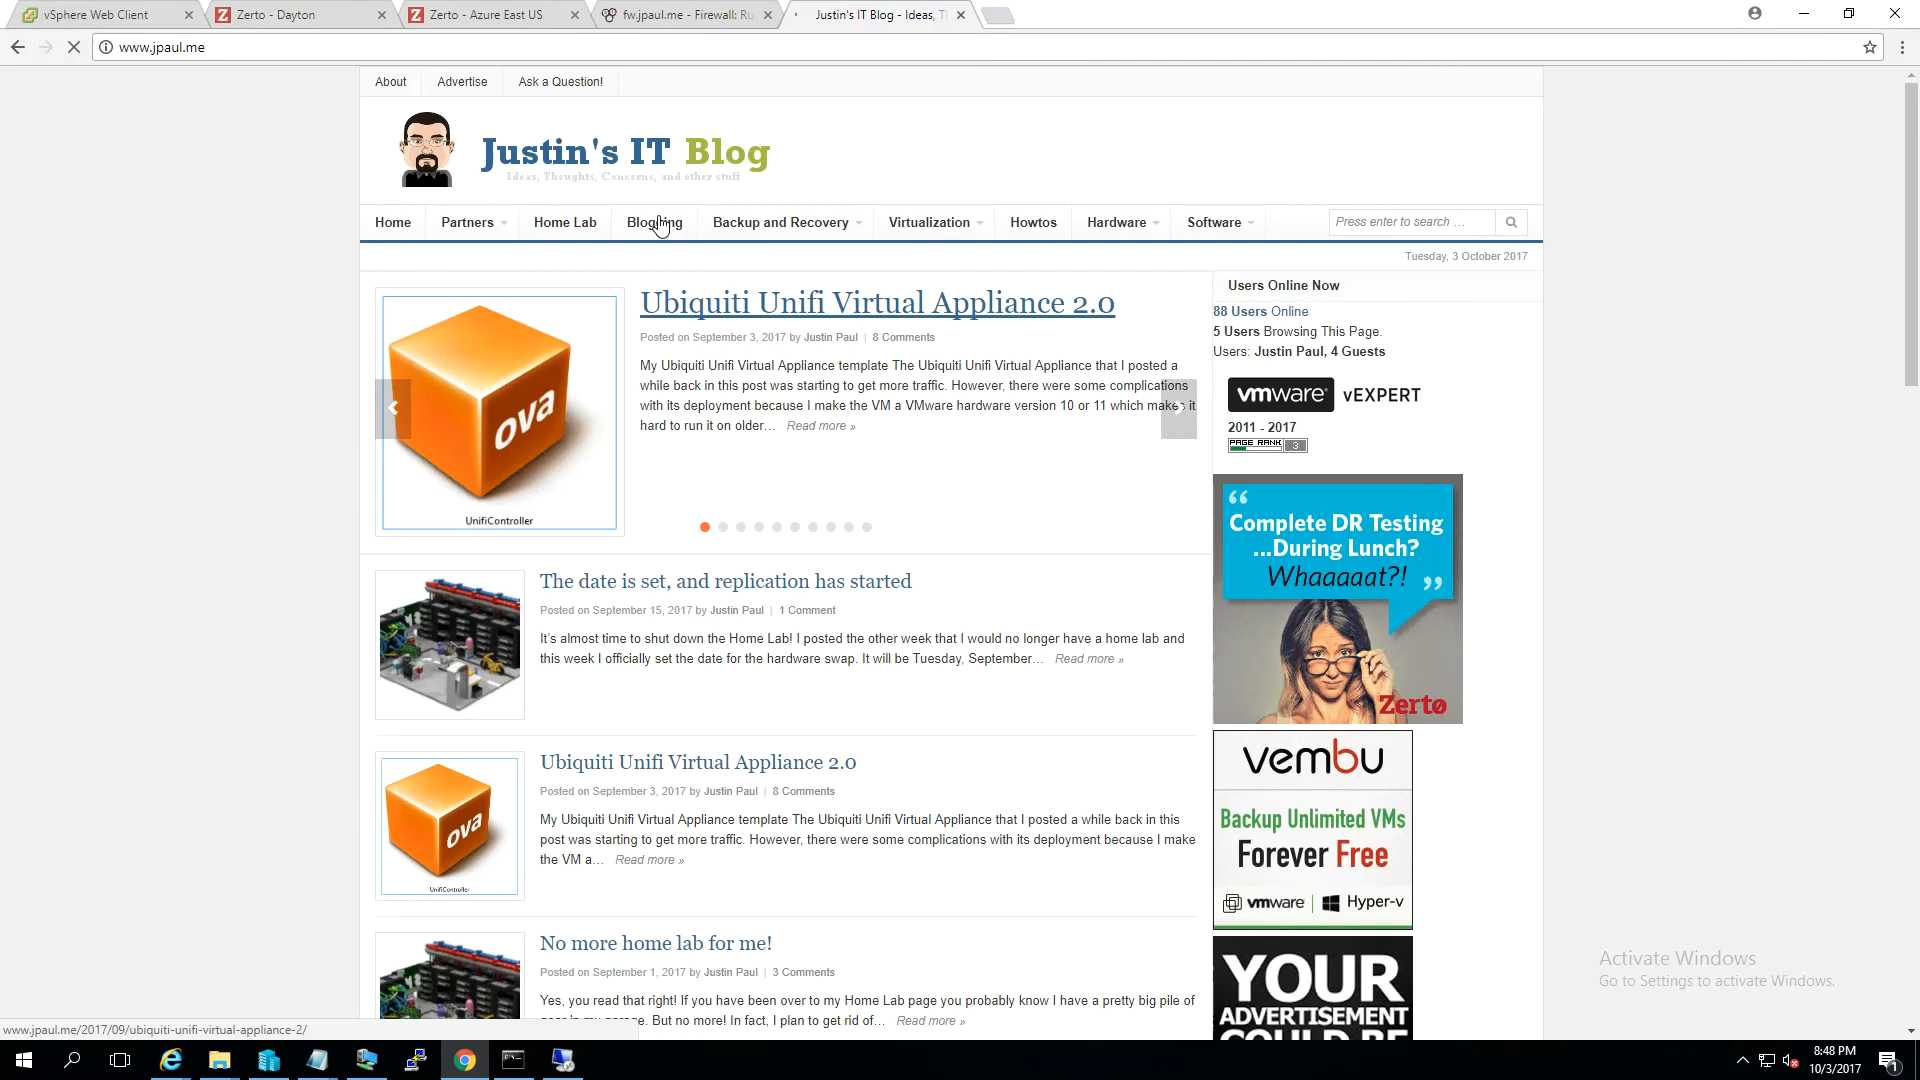 vSphere Web Client
Zerto - Dayton
Zerto - Azure East US
fw.jpaul.me - Firewall: Ru
Justin's IT Blog - Ideas, T
www.jpaul.me
About
Advertise
Ask a Question!
Justin's IT Blog
Ideas, Thoughts, Concerns, and other stuff
Home
Partners
Home Lab
Blogging
Backup and Recovery
Virtualization
Howtos
Hardware
Software
Press enter to search …
Tuesday, 3 October 2017
ova
UnifiController
Ubiquiti Unifi Virtual Appliance 2.0
Posted on September 3, 2017 by Justin Paul | 8 Comments
My Ubiquiti Unifi Virtual Appliance template The Ubiquiti Unifi Virtual Appliance that I posted a
while back in this post was starting to get more traffic. However, there were some complications
with its deployment because I make the VM a VMware hardware version 10 or 11 which makes it
hard to run it on older… Read more »
Users Online Now
88 Users Online
5 Users Browsing This Page.
Users: Justin Paul, 4 Guests
vmware vEXPERT
2011 - 2017
PAGE RANK 3
“Complete DR Testing
...During Lunch?
Whaaaaat?!”
Zerto
The date is set, and replication has started
Posted on September 15, 2017 by Justin Paul | 1 Comment
It's almost time to shut down the Home Lab! I posted the other week that I would no longer have a home lab and
this week I officially set the date for the hardware swap. It will be Tuesday, September… Read more »
ova
UnifiController
Ubiquiti Unifi Virtual Appliance 2.0
Posted on September 3, 2017 by Justin Paul | 8 Comments
My Ubiquiti Unifi Virtual Appliance template The Ubiquiti Unifi Virtual Appliance that I posted a while back in this
post was starting to get more traffic. However, there were some complications with its deployment because I make
the VM a… Read more »
vembu
Backup Unlimited VMs
Forever Free
vmware | Hyper-v
No more home lab for me!
Posted on September 1, 2017 by Justin Paul | 3 Comments
Yes, you read that right! If you have been over to my Home Lab page you probably know I have a pretty big pile of
But no more! In fact, I plan to get rid of… Read more »
YOUR
ADVERTISEMENT
COULD BE
Activate Windows
Go to Settings to activate Windows.
www.jpaul.me/2017/09/ubiquiti-unifi-virtual-appliance-2/
8:48 PM
10/3/2017
1